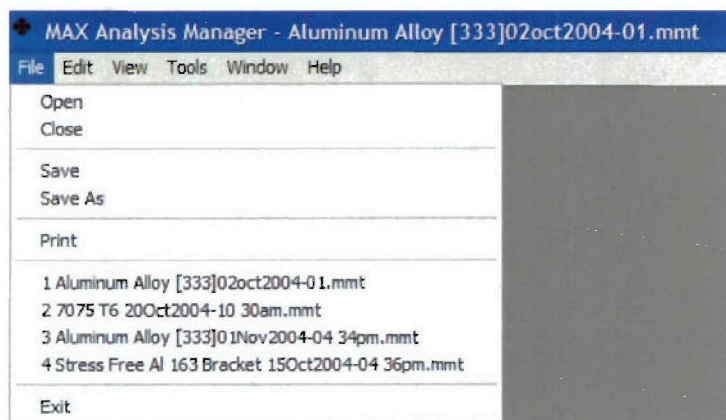 MAX Analysis Manager - Aluminum Alloy [333]02oct2004-01.mmt
File Edit View Tools Window Help
Open
Close
Save
Save As
Print
1 Aluminum Alloy [333]02oct2004-01.mmt
2 7075 T6 20Oct2004-10 30am.mmt
3 Aluminum Alloy [333]01Nov2004-04 34pm.mmt
4 Stress Free Al 163 Bracket 15Oct2004-04 36pm.mmt
Exit